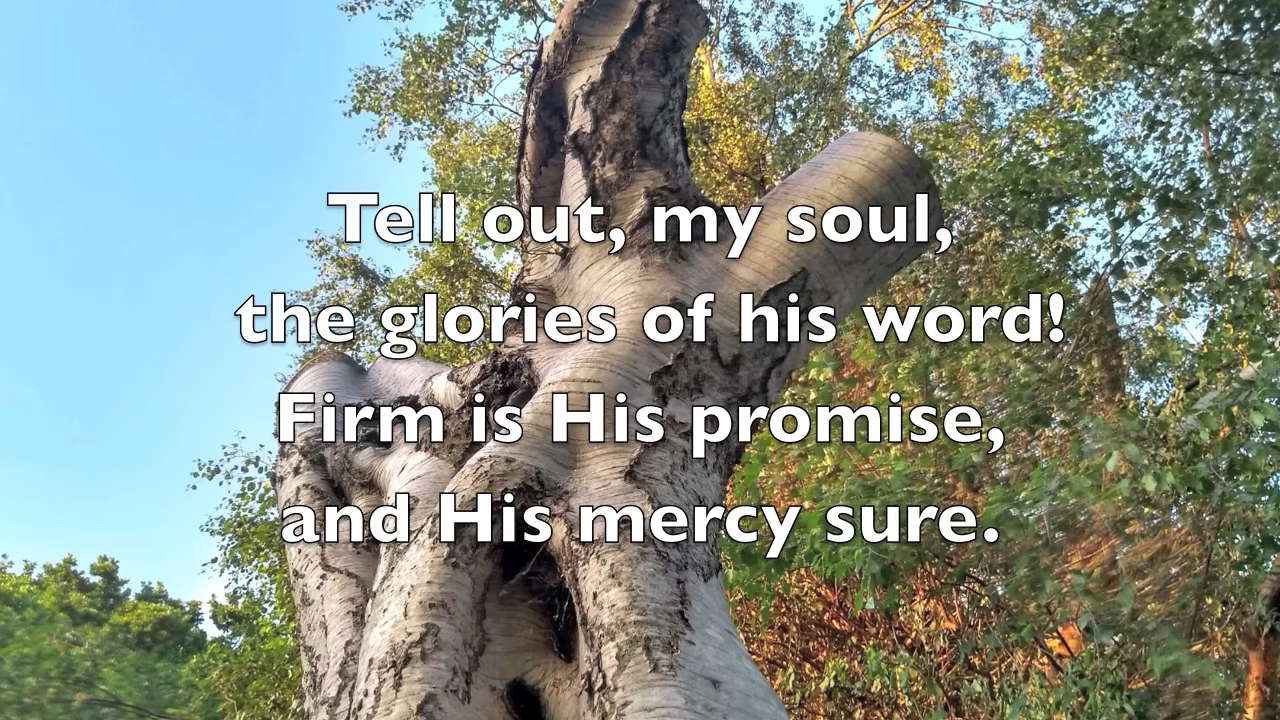 Tell out, my soul,
the glories of his word!
Firm is His promise,
and His mercy sure.